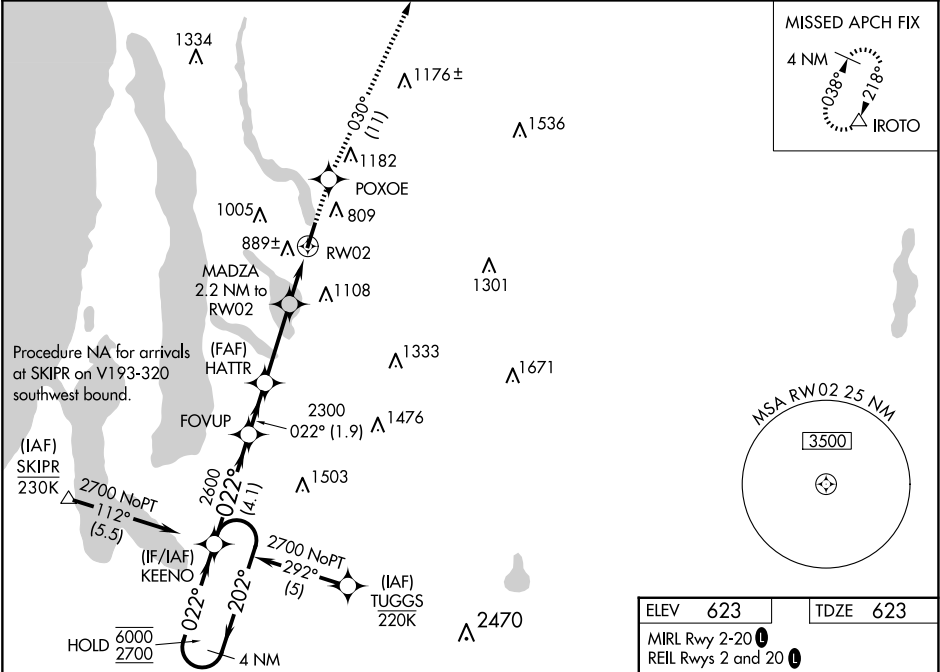 MISSED APCH FIX
4 NM
038°
218°
IROTO
1334
1176±
030°
(11)
1536
1182
POXOE
1005
809
889±
RW02
MADZA
2.2 NM to
RW02
1108
1301
Procedure NA for arrivals
at SKIPR on V193-320
southwest bound.
(FAF)
HATTR
1333
1671
FOVUP
2300
022° (1.9)
1476
MSA RW02 25 NM
3500
(IAF)
SKIPR
230K
2700 NoPT
112°
(5.5)
2600
022°
(4.1)
1503
(IF/IAF)
KEENO
2700 NoPT
292°
(5)
(IAF)
TUGGS
220K
022°
202°
HOLD
6000
2700
4 NM
2470
ELEV 623
TDZE 623
MIRL Rwy 2-20 L
REIL Rwys 2 and 20 L